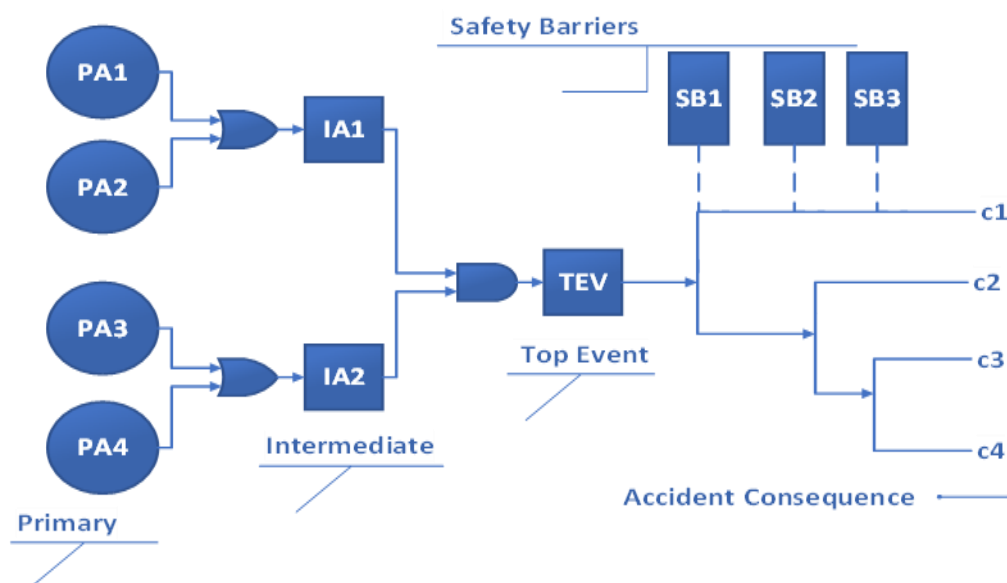 Safety Barriers
PA1
PA2
IA1
SB1
SB2
SB3
c1
PA3
PA4
IA2
TEV
c2
c3
c4
Top Event
Intermediate
Accident Consequence
Primary